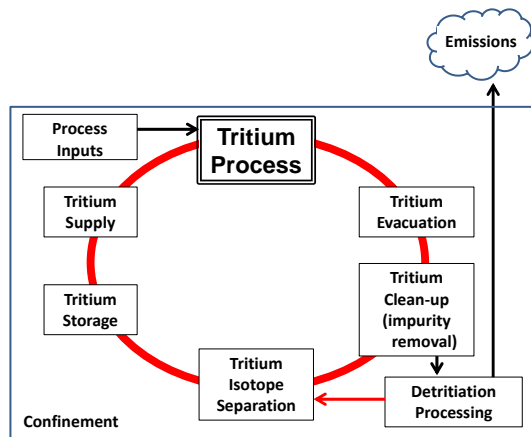 Emissions
Process
Inputs
Tritium
Process
Tritium
Supply
Tritium
Evacuation
Tritium
Storage
Tritium
Clean-up
(impurity
removal)
Tritium
Isotope
Separation
Detritiation
Processing
Confinement